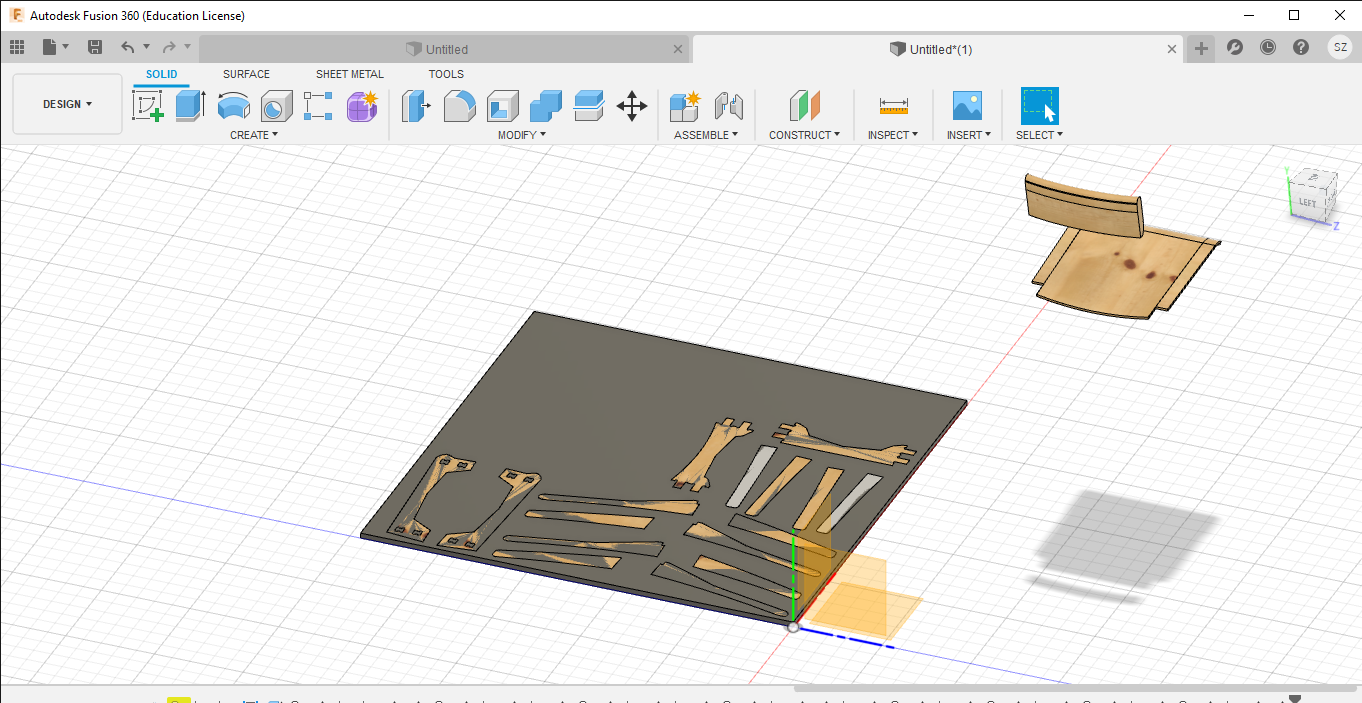 Autodesk Fusion 360 (Education License)
Untitled
Untitled*(1)
SZ
SOLID SURFACE SHEET METAL TOOLS
DESIGN
CREATE MODIFY ASSEMBLE CONSTRUCT INSPECT INSERT SELECT
Y
LEFT
Z